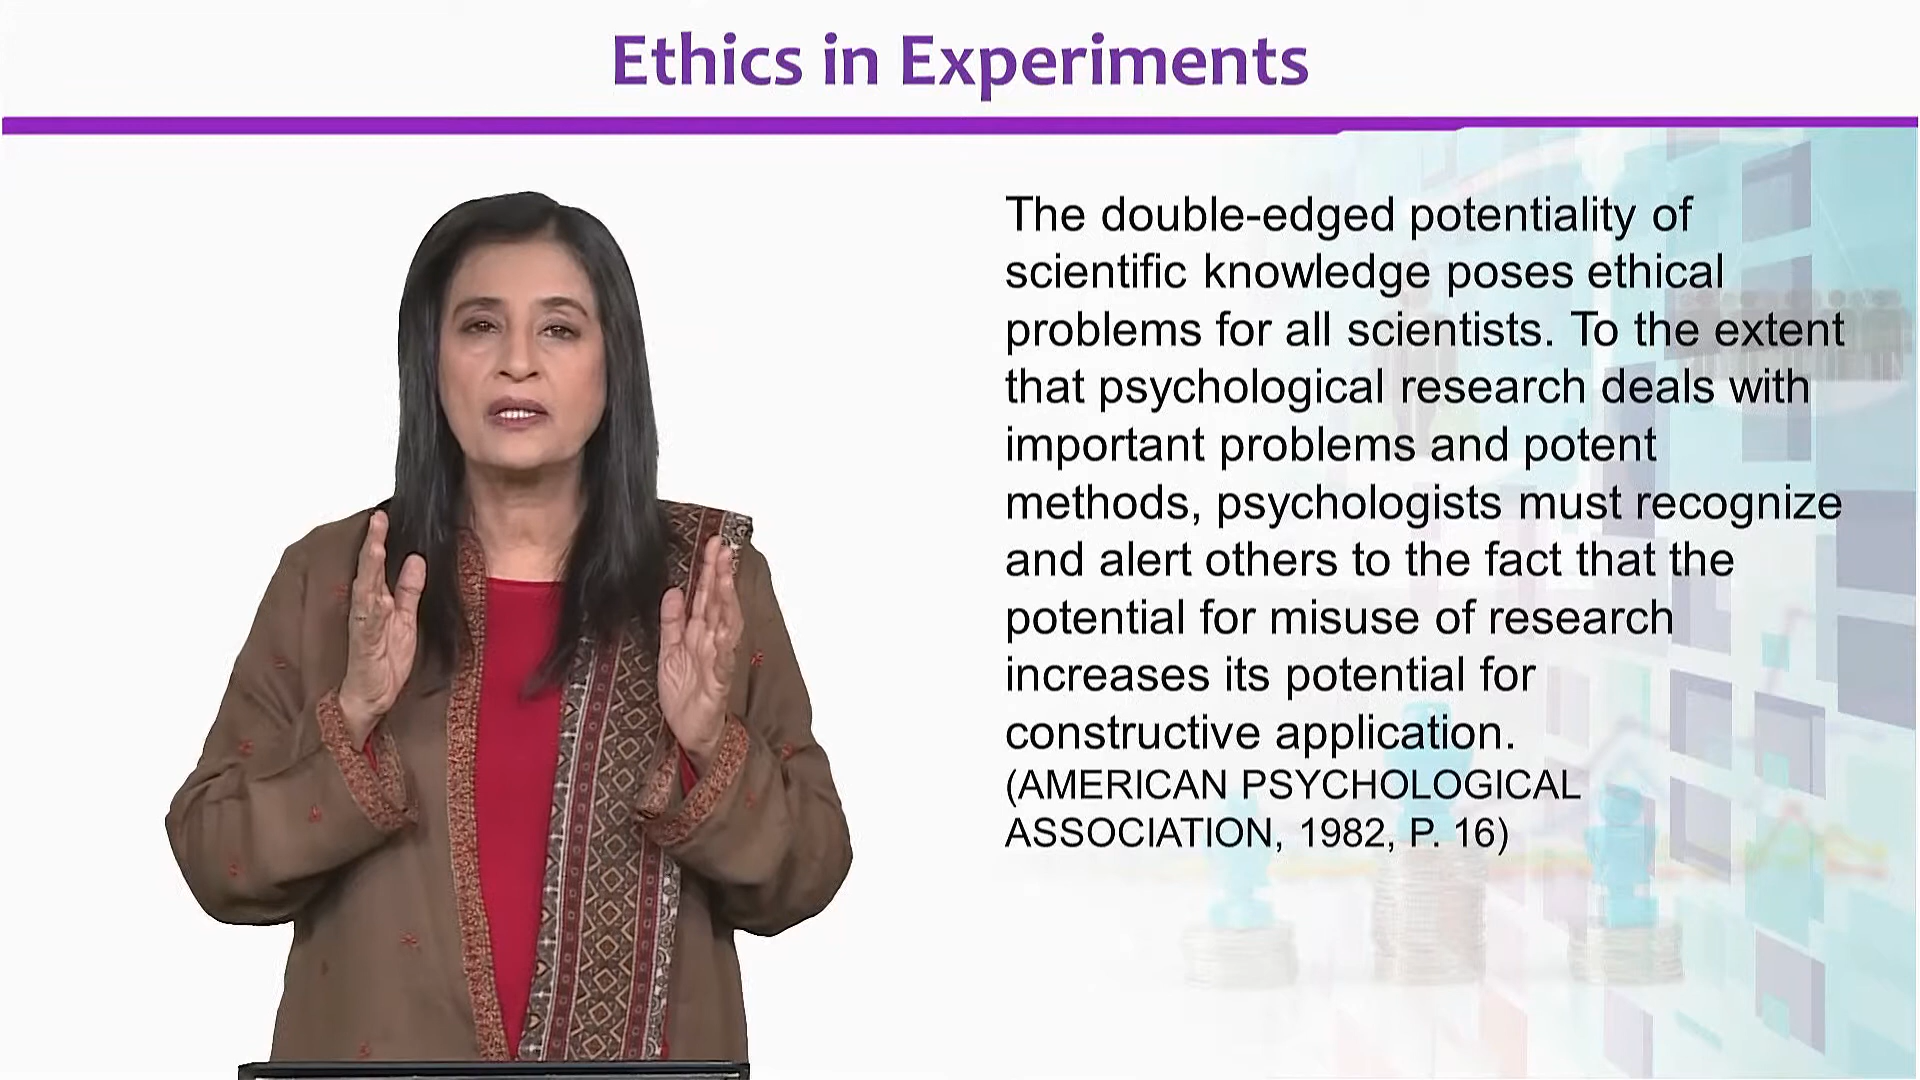 Ethics in Experiments
The double-edged potentiality of
scientific knowledge poses ethical
problems for all scientists. To the extent
that psychological research deals with
important problems and potent
methods, psychologists must recognize
and alert others to the fact that the
potential for misuse of research
increases its potential for
constructive application.
(AMERICAN PSYCHOLOGICAL
ASSOCIATION, 1982, P. 16)